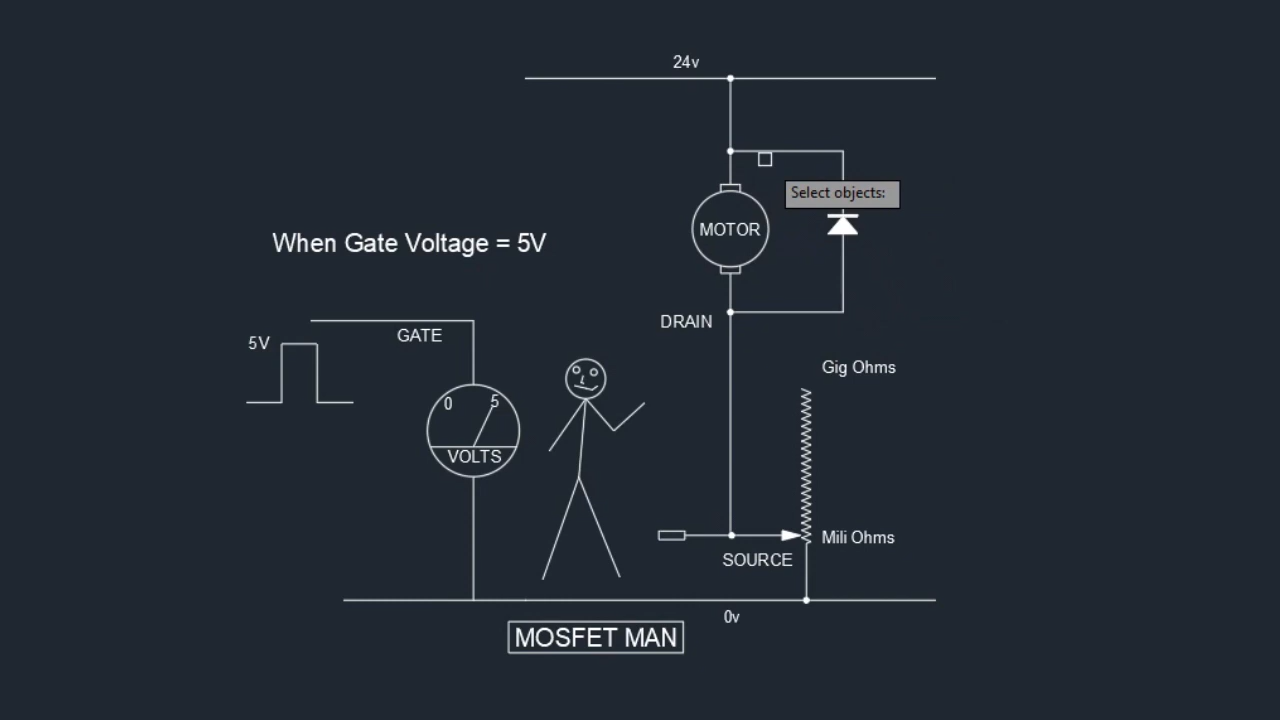 24v
Select objects:
MOTOR
When Gate Voltage = 5V
DRAIN
GATE
5V
Gig Ohms
0 5
VOLTS
Mili Ohms
SOURCE
0v
MOSFET MAN